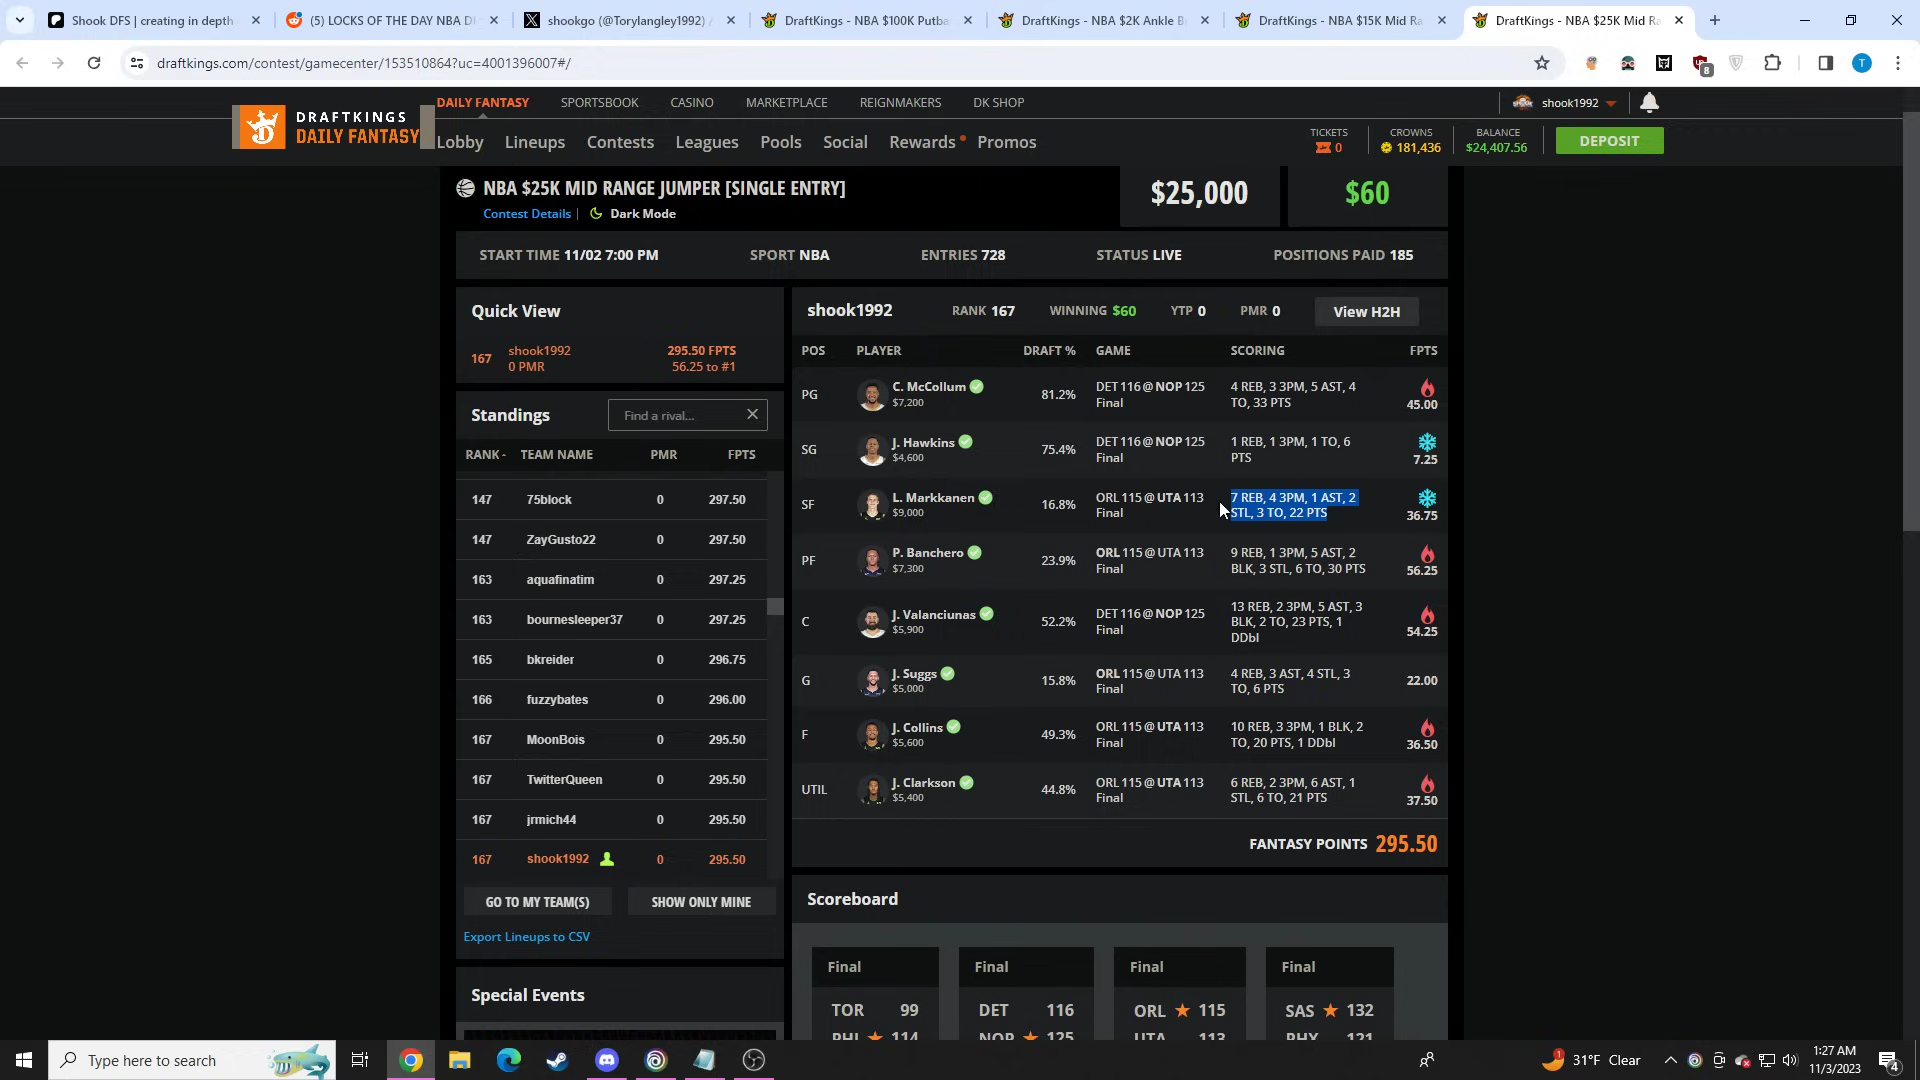 Shook DFS | creating in depth
(5) LOCKS OF THE DAY NBA D
shookgo (@Torylangley1992)
DraftKings - NBA $100K Putba
DraftKings - NBA $2K Ankle B
DraftKings - NBA $15K Mid Ra
DraftKings - NBA $25K Mid Ra
draftkings.com/contest/gamecenter/153510864?uc=4001396007#/
8
T
DRAFTKINGS
DAILY FANTASY
DAILY FANTASY SPORTSBOOK CASINO MARKETPLACE REIGNMAKERS DK SHOP
shook1992
Lobby Lineups Contests Leagues Pools Social Rewards Promos
TICKETS
0
CROWNS
181,436
BALANCE
$24,407.56
DEPOSIT
NBA $25K MID RANGE JUMPER [SINGLE ENTRY]
Contest Details | Dark Mode
$25,000
$60
START TIME 11/02 7:00 PM SPORT NBA ENTRIES 728 STATUS LIVE POSITIONS PAID 185
Quick View
167 shook1992 295.50 FPTS
0 PMR 56.25 to #1
Standings
Find a rival...
RANK TEAM NAME PMR FPTS
147 75block 0 297.50
147 ZayGusto22 0 297.50
163 aquafinatim 0 297.25
163 bournesleeper37 0 297.25
165 bkreider 0 296.75
166 fuzzybates 0 296.00
167 MoonBois 0 295.50
167 TwitterQueen 0 295.50
167 jrmich44 0 295.50
167 shook1992 0 295.50
GO TO MY TEAM(S)
SHOW ONLY MINE
Export Lineups to CSV
Special Events
shook1992 RANK 167 WINNING $60 YTP 0 PMR 0 View H2H
POS PLAYER DRAFT % GAME SCORING FPTS
PG C. McCollum $7,200 81.2% DET 116 @ NOP 125 Final 4 REB, 3 3PM, 5 AST, 4 TO, 33 PTS 45.00
SG J. Hawkins $4,600 75.4% DET 116 @ NOP 125 Final 1 REB, 1 3PM, 1 TO, 6 PTS 7.25
SF L. Markkanen $9,000 16.8% ORL 115 @ UTA 113 Final 7 REB, 4 3PM, 1 AST, 2 STL, 3 TO, 22 PTS 36.75
PF P. Banchero $7,300 23.9% ORL 115 @ UTA 113 Final 9 REB, 1 3PM, 5 AST, 2 BLK, 3 STL, 6 TO, 30 PTS 56.25
C J. Valanciunas $5,900 52.2% DET 116 @ NOP 125 Final 13 REB, 2 3PM, 5 AST, 3 BLK, 2 TO, 23 PTS, 1 DDbl 54.25
G J. Suggs $5,000 15.8% ORL 115 @ UTA 113 Final 4 REB, 3 AST, 4 STL, 3 TO, 6 PTS 22.00
F J. Collins $5,600 49.3% ORL 115 @ UTA 113 Final 10 REB, 3 3PM, 1 BLK, 2 TO, 20 PTS, 1 DDbl 36.50
UTIL J. Clarkson $5,400 44.8% ORL 115 @ UTA 113 Final 6 REB, 2 3PM, 6 AST, 1 STL, 6 TO, 21 PTS 37.50
FANTASY POINTS 295.50
Scoreboard
Final Final Final Final
TOR 99 DET 116 ORL 115 SAS 132
PHI 114 NOP 125 UTA 113 PHX 121
Type here to search
31°F Clear
1:27 AM
11/3/2023
4